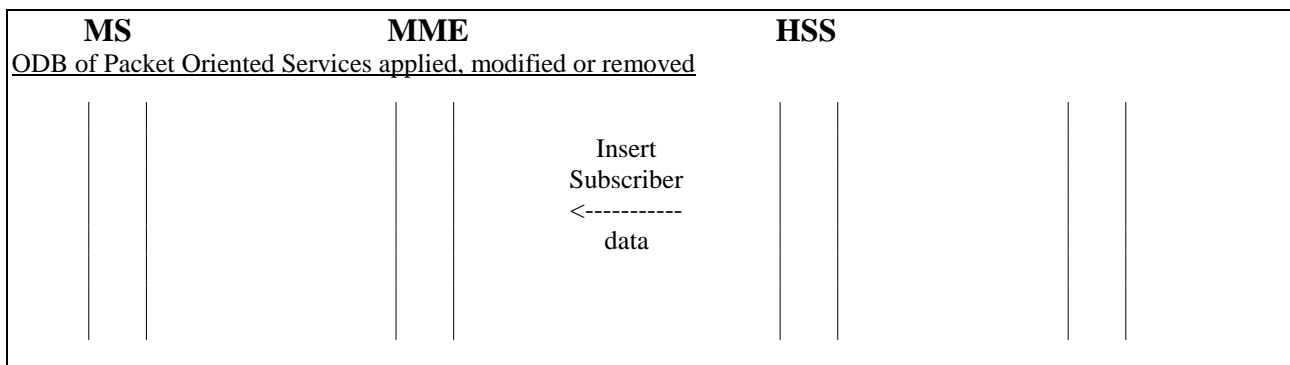 MS MME HSS
ODB of Packet Oriented Services applied, modified or removed
Insert
Subscriber
<-----------
data